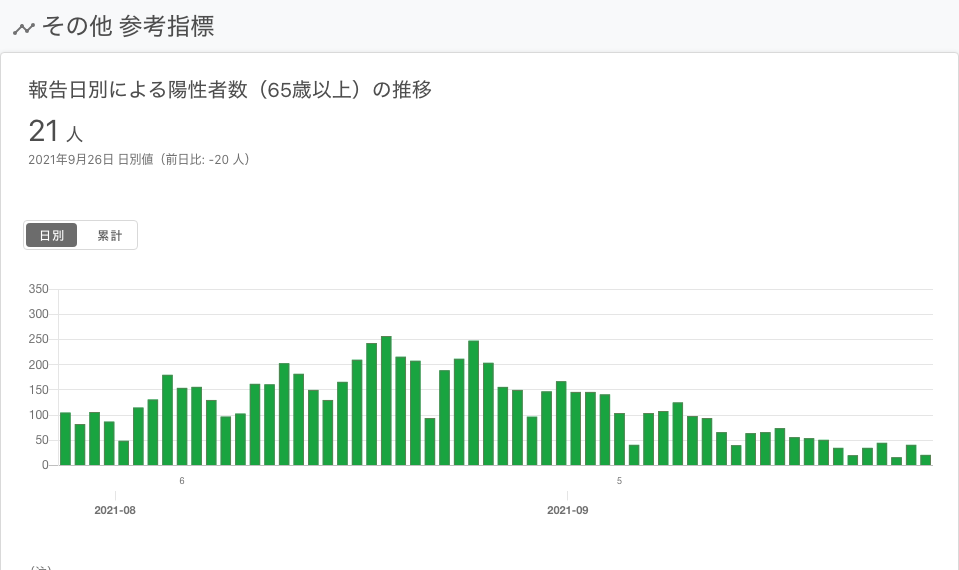 その他 参考指標
報告日別による陽性者数（65歳以上）の推移
21 人
2021年9月26日 日別値（前日比: -20 人）
日別 累計
350
300
250
200
150
100
50
0
6 5
2021-08 2021-09
（注）